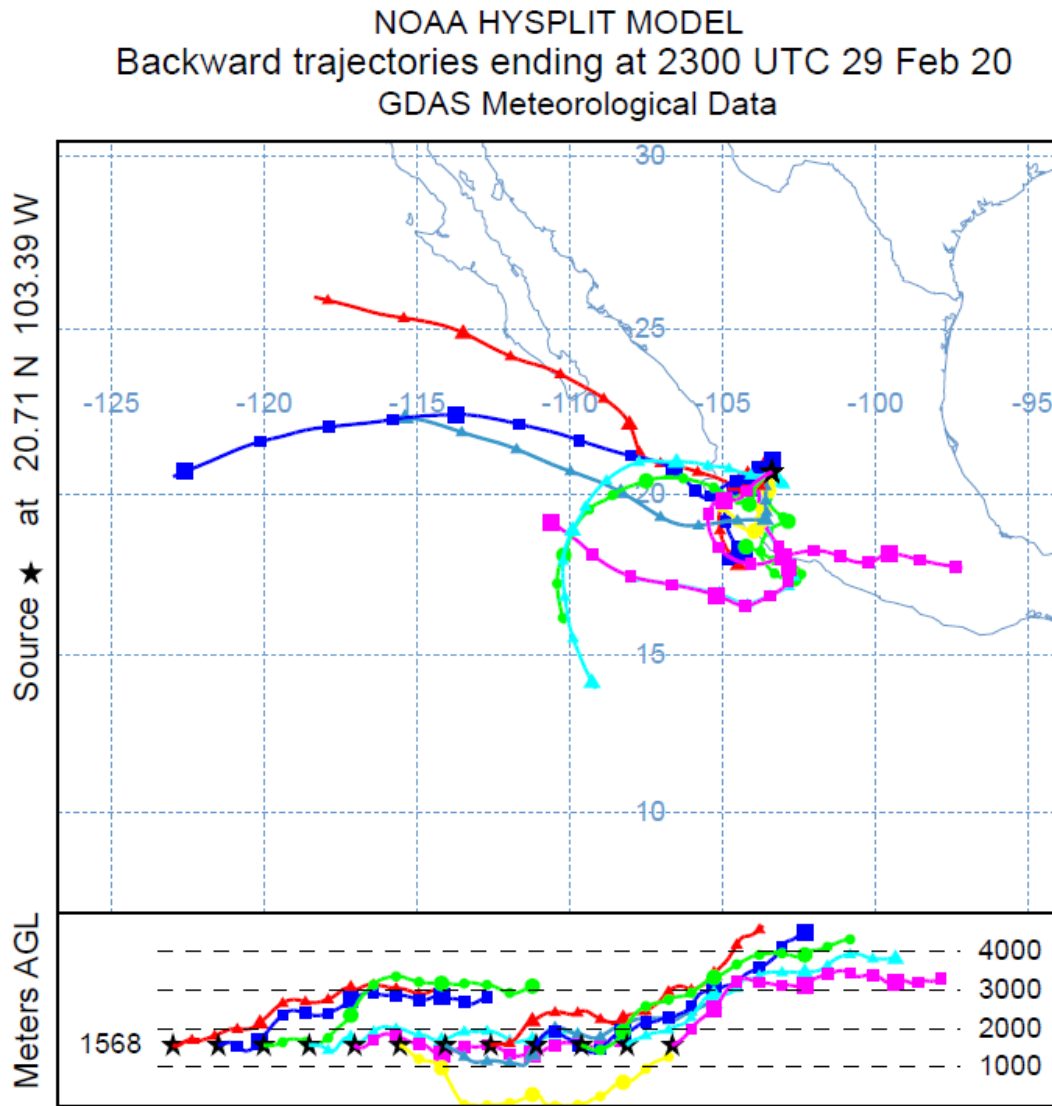 NOAA HYSPLIT MODEL
Backward trajectories ending at 2300 UTC 29 Feb 20
GDAS Meteorological Data
Source ★ at 20.71 N 103.39 W
30
25
-125 -120 -115 -110 -105 -100 -95
20
15
10
Meters AGL
4000
3000
2000
1568
1000